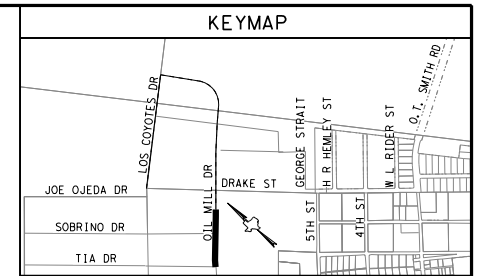 KEYMAP
LOS COYOTES DR
O. T. SMITH RD
GEORGE STRAIT
H R HEMLEY ST
W L RIDER ST
OIL MILL DR
DRAKE ST
JOE OJEDA DR
5TH ST
4TH ST
SOBRINO DR
TIA DR